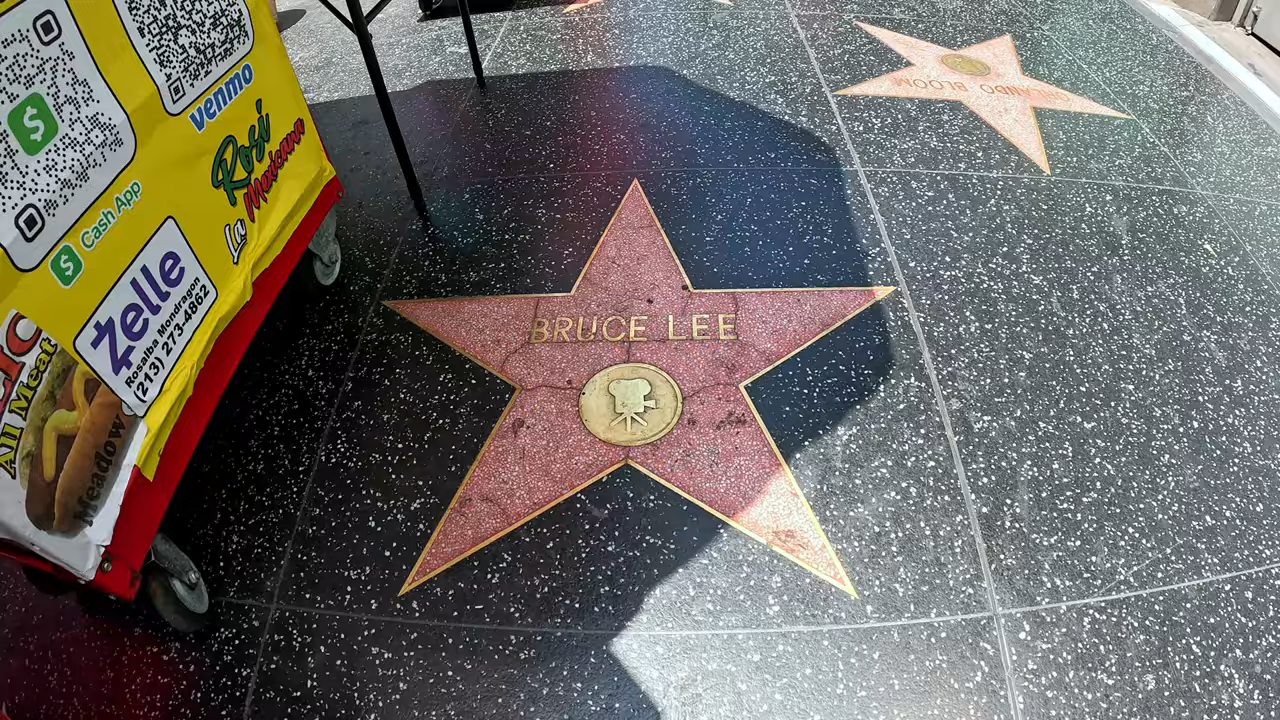 venmo
Rosi
La Mexicana
$
$ Cash App
Zelle
Rosalba Mondragon
(213) 273-4862
All Meat
Meadow
BRUCE LEE
ORLANDO BLOOM